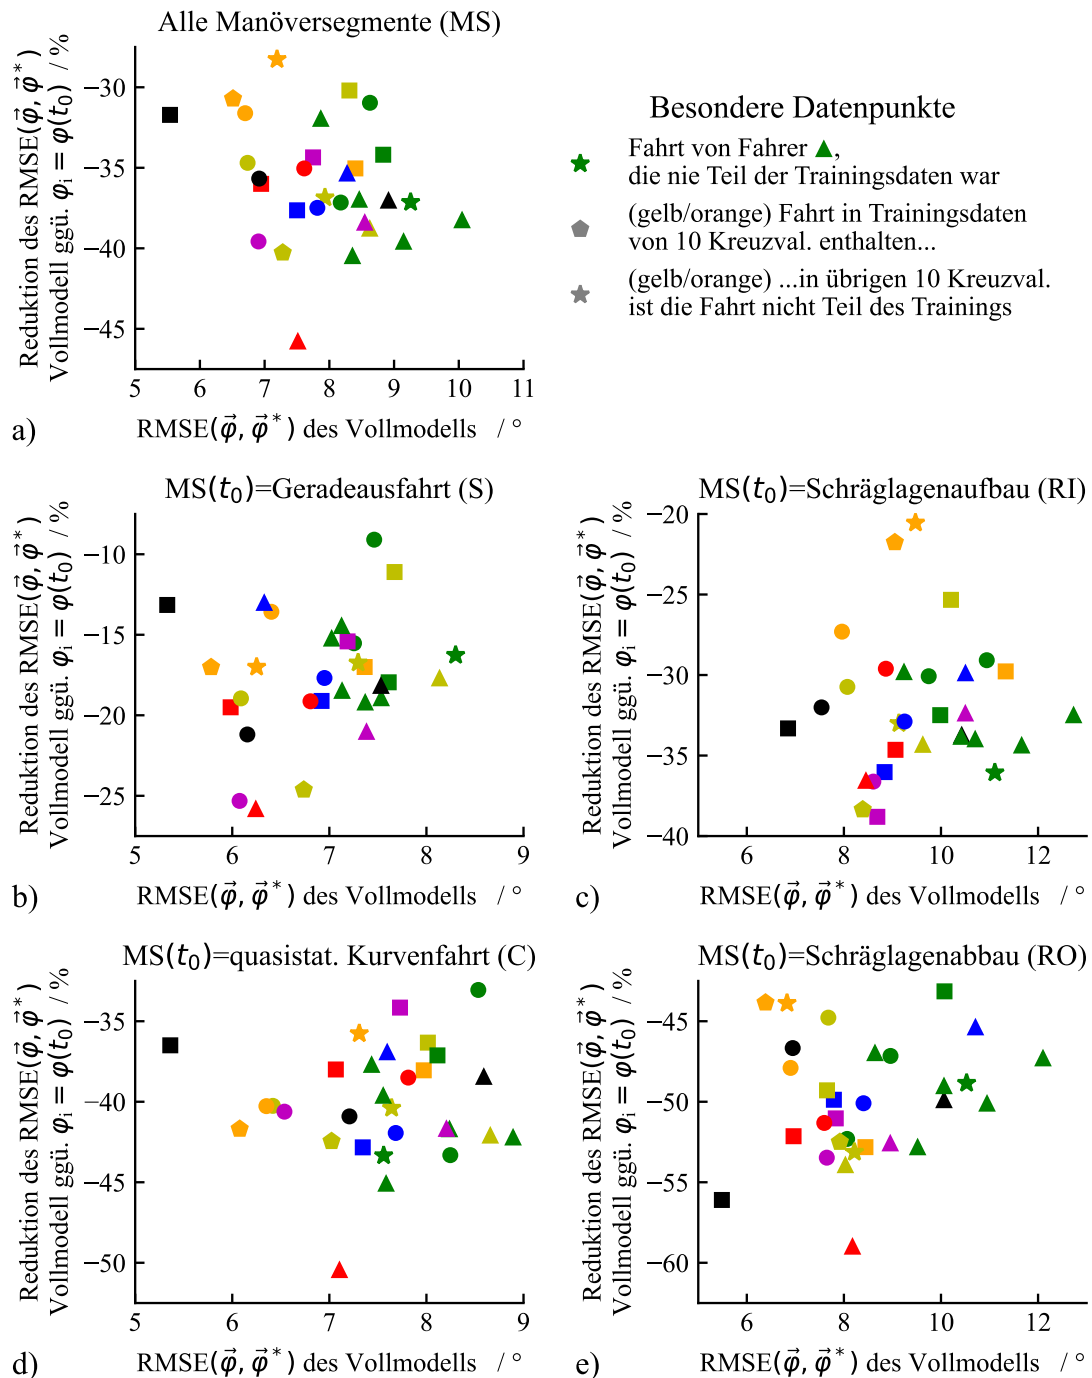 Alle Manöversegmente (MS)
Reduktion des RMSE(φ⃗, φ⃗*)
Vollmodell ggü. φᵢ = φ(t₀) / %
−30
−35
−40
−45
5 6 7 8 9 10 11
a) RMSE(φ⃗, φ⃗*) des Vollmodells / °
Besondere Datenpunkte
Fahrt von Fahrer ▲,
die nie Teil der Trainingsdaten war
(gelb/orange) Fahrt in Trainingsdaten
von 10 Kreuzval. enthalten...
(gelb/orange) ...in übrigen 10 Kreuzval.
ist die Fahrt nicht Teil des Trainings
MS(t₀)=Geradeausfahrt (S)
Reduktion des RMSE(φ⃗, φ⃗*)
Vollmodell ggü. φᵢ = φ(t₀) / %
−10
−15
−20
−25
5 6 7 8 9
b) RMSE(φ⃗, φ⃗*) des Vollmodells / °
MS(t₀)=Schräglagenaufbau (RI)
Reduktion des RMSE(φ⃗, φ⃗*)
Vollmodell ggü. φᵢ = φ(t₀) / %
−20
−25
−30
−35
−40
6 8 10 12
c) RMSE(φ⃗, φ⃗*) des Vollmodells / °
MS(t₀)=quasistat. Kurvenfahrt (C)
Reduktion des RMSE(φ⃗, φ⃗*)
Vollmodell ggü. φᵢ = φ(t₀) / %
−35
−40
−45
−50
5 6 7 8 9
d) RMSE(φ⃗, φ⃗*) des Vollmodells / °
MS(t₀)=Schräglagenabbau (RO)
Reduktion des RMSE(φ⃗, φ⃗*)
Vollmodell ggü. φᵢ = φ(t₀) / %
−45
−50
−55
−60
6 8 10 12
e) RMSE(φ⃗, φ⃗*) des Vollmodells / °